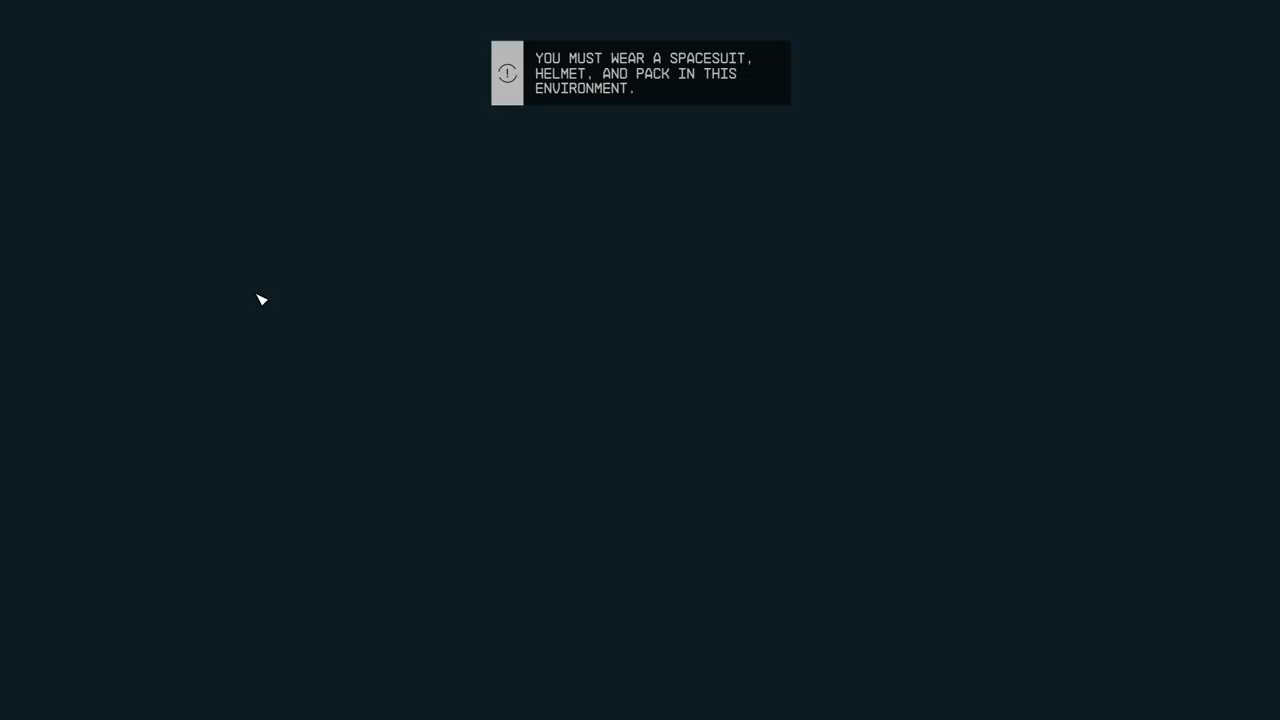 YOU MUST WEAR A SPACESUIT,
HELMET, AND PACK IN THIS
ENVIRONMENT.